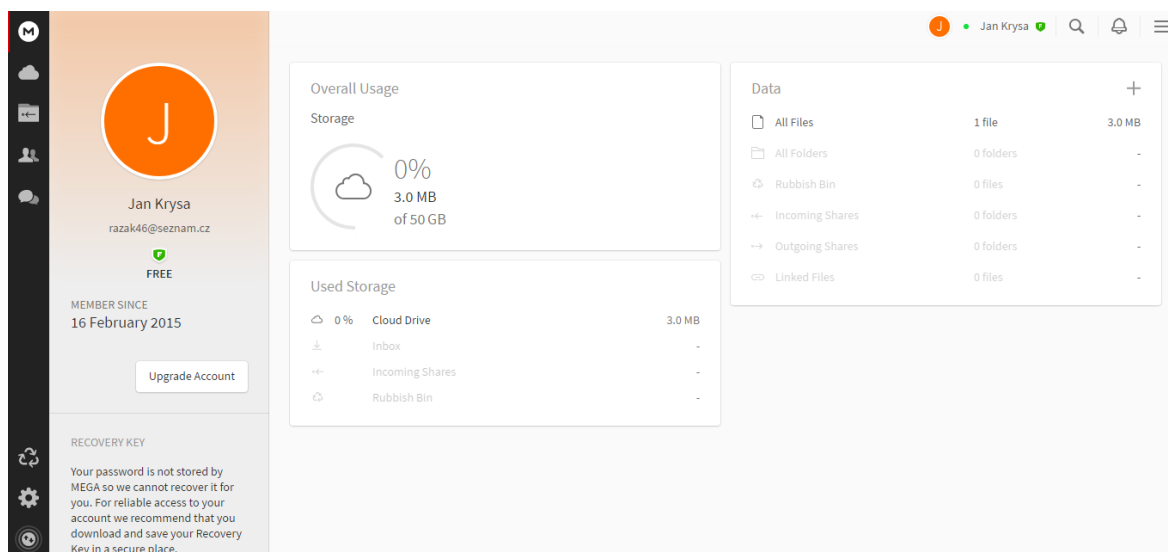 J Jan Krysa
J
Jan Krysa
razak46@seznam.cz
FREE
MEMBER SINCE
16 February 2015
Upgrade Account
RECOVERY KEY
Your password is not stored by
MEGA so we cannot recover it for
you. For reliable access to your
account we recommend that you
download and save your Recovery
Key in a secure place.
Overall Usage
Storage
0%
3.0 MB
of 50 GB
Used Storage
0 % Cloud Drive 3.0 MB
Inbox -
Incoming Shares -
Rubbish Bin -
Data
All Files 1 file 3.0 MB
All Folders 0 folders -
Rubbish Bin 0 files -
Incoming Shares 0 folders -
Outgoing Shares 0 folders -
Linked Files 0 files -